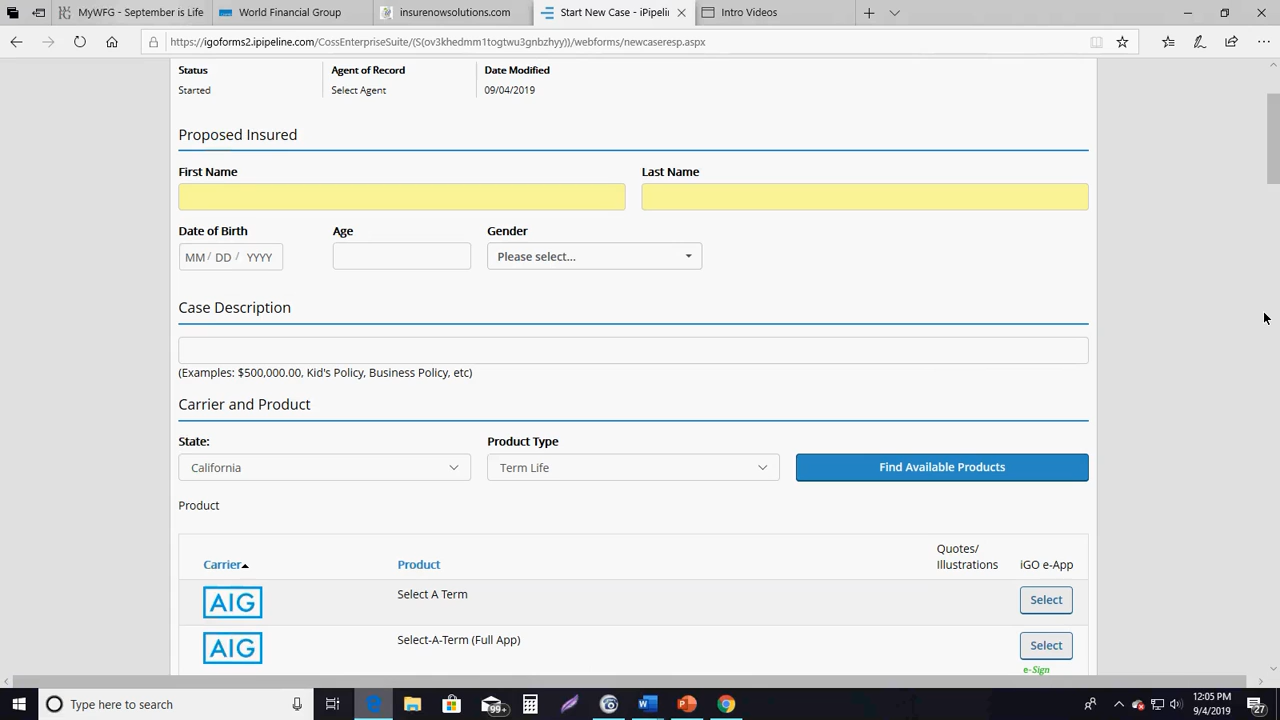 MyWFG - September is Life
World Financial Group
insurenowsolutions.com
Start New Case - iPipelin
Intro Videos
https://igoforms2.ipipeline.com/CossEnterpriseSuite/(S(ov3khedmm1togtwu3gnbzhyy))/webforms/newcaseresp.aspx
Status
Agent of Record
Date Modified
Started
Select Agent
09/04/2019
Proposed Insured
First Name
Last Name
Date of Birth
Age
Gender
MM / DD / YYYY
Please select...
Case Description
(Examples: $500,000.00, Kid's Policy, Business Policy, etc)
Carrier and Product
State:
Product Type
California
Term Life
Find Available Products
Product
Quotes/
Illustrations
Carrier
Product
iGO e-App
AIG
Select A Term
Select
AIG
Select-A-Term (Full App)
Select
e-Sign
Type here to search
99+
12:05 PM
9/4/2019
27